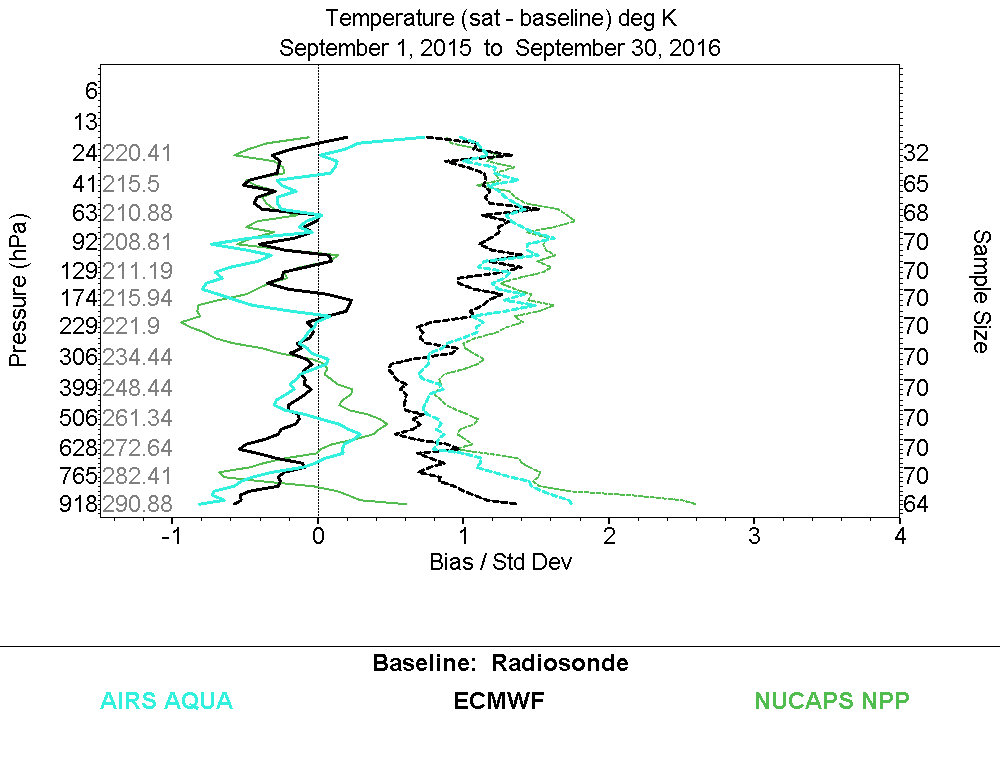 Temperature (sat - baseline) deg K
September 1, 2015 to September 30, 2016
Pressure (hPa)
6
13
24 220.41 32
41 215.5 65
63 210.88 68
92 208.81 70
129 211.19 70
174 215.94 70
229 221.9 70
306 234.44 70
399 248.44 70
506 261.34 70
628 272.64 70
765 282.41 70
918 290.88 64
Sample Size
-1 0 1 2 3 4
Bias / Std Dev
Baseline: Radiosonde
AIRS AQUA ECMWF NUCAPS NPP